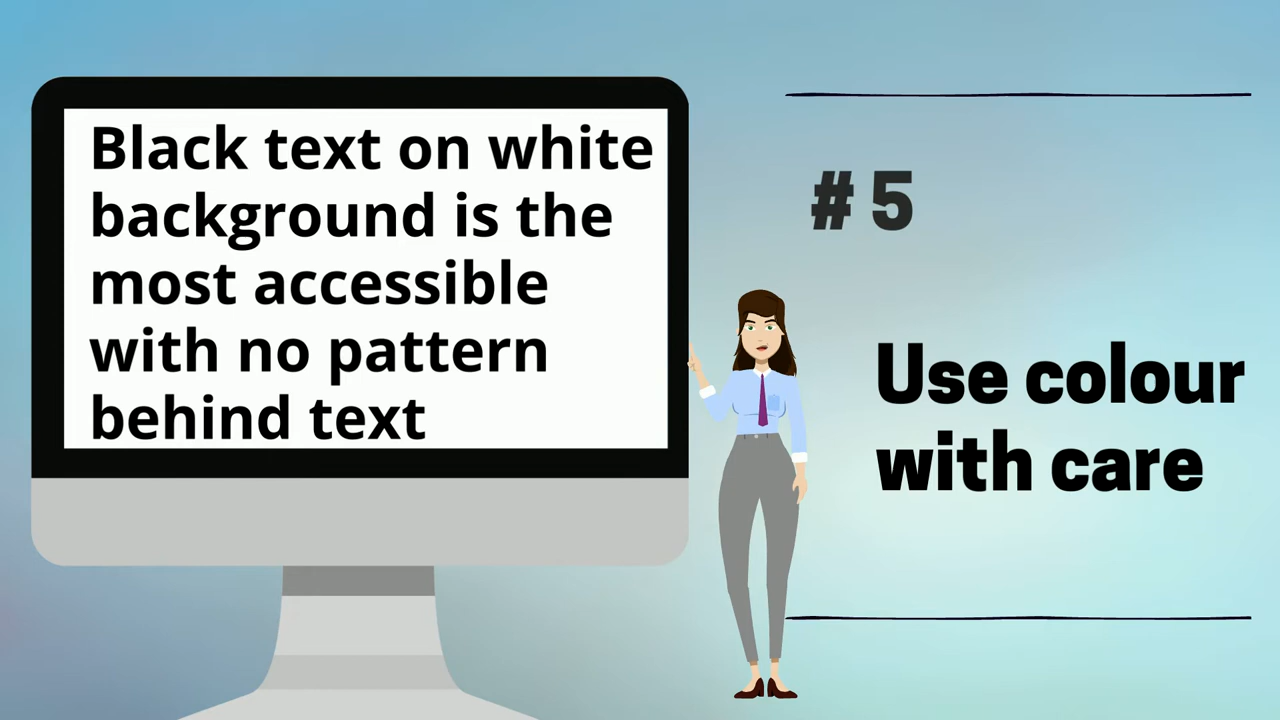 Black text on white
background is the
most accessible
with no pattern
behind text
# 5
Use colour
with care